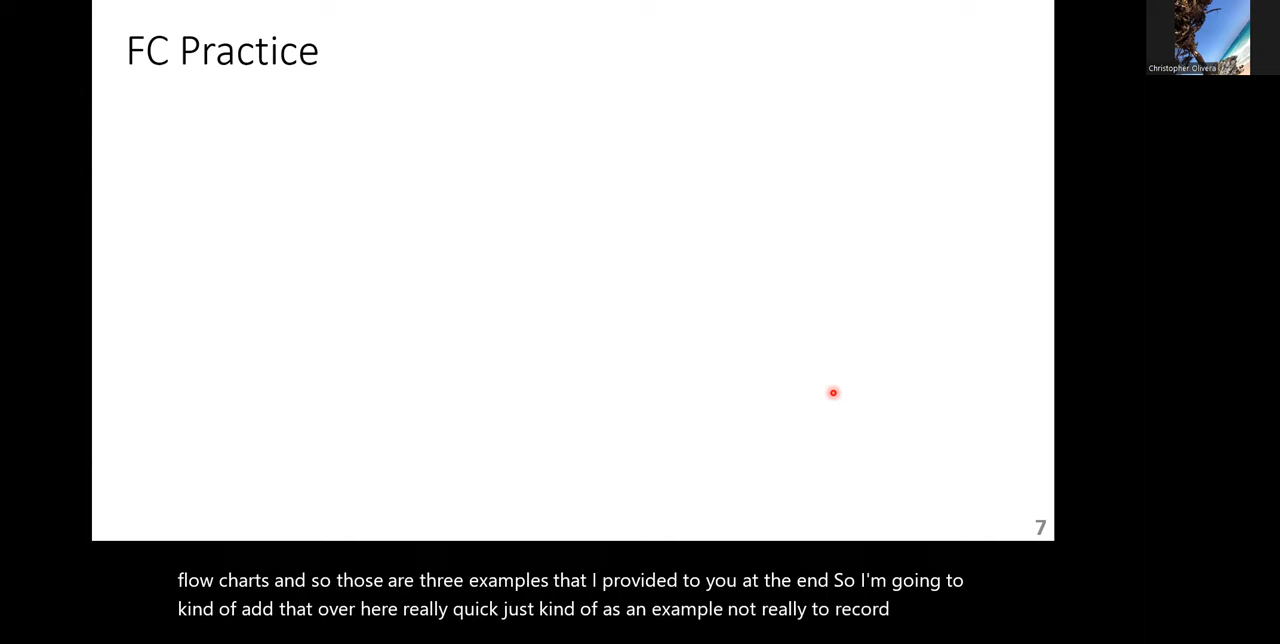 FC Practice
Christopher Olivera
7
flow charts and so those are three examples that I provided to you at the end So I'm going to
kind of add that over here really quick just kind of as an example not really to record